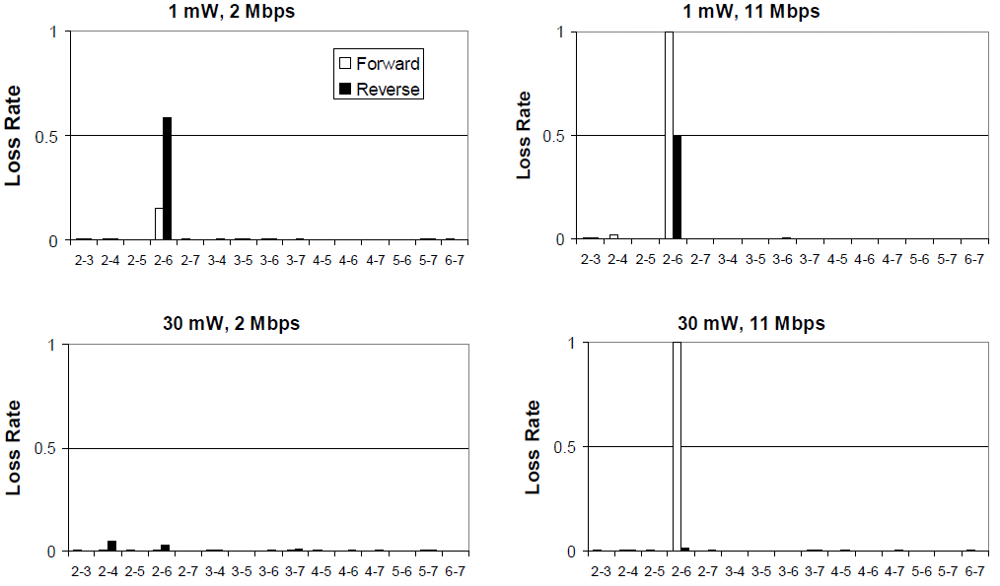 1 mW, 2 Mbps
Loss Rate
1
0.5
0
Forward
Reverse
2-3 2-4 2-5 2-6 2-7 3-4 3-5 3-6 3-7 4-5 4-6 4-7 5-6 5-7 6-7
1 mW, 11 Mbps
Loss Rate
1
0.5
0
2-3 2-4 2-5 2-6 2-7 3-4 3-5 3-6 3-7 4-5 4-6 4-7 5-6 5-7 6-7
30 mW, 2 Mbps
Loss Rate
1
0.5
0
2-3 2-4 2-5 2-6 2-7 3-4 3-5 3-6 3-7 4-5 4-6 4-7 5-6 5-7 6-7
30 mW, 11 Mbps
Loss Rate
1
0.5
0
2-3 2-4 2-5 2-6 2-7 3-4 3-5 3-6 3-7 4-5 4-6 4-7 5-6 5-7 6-7